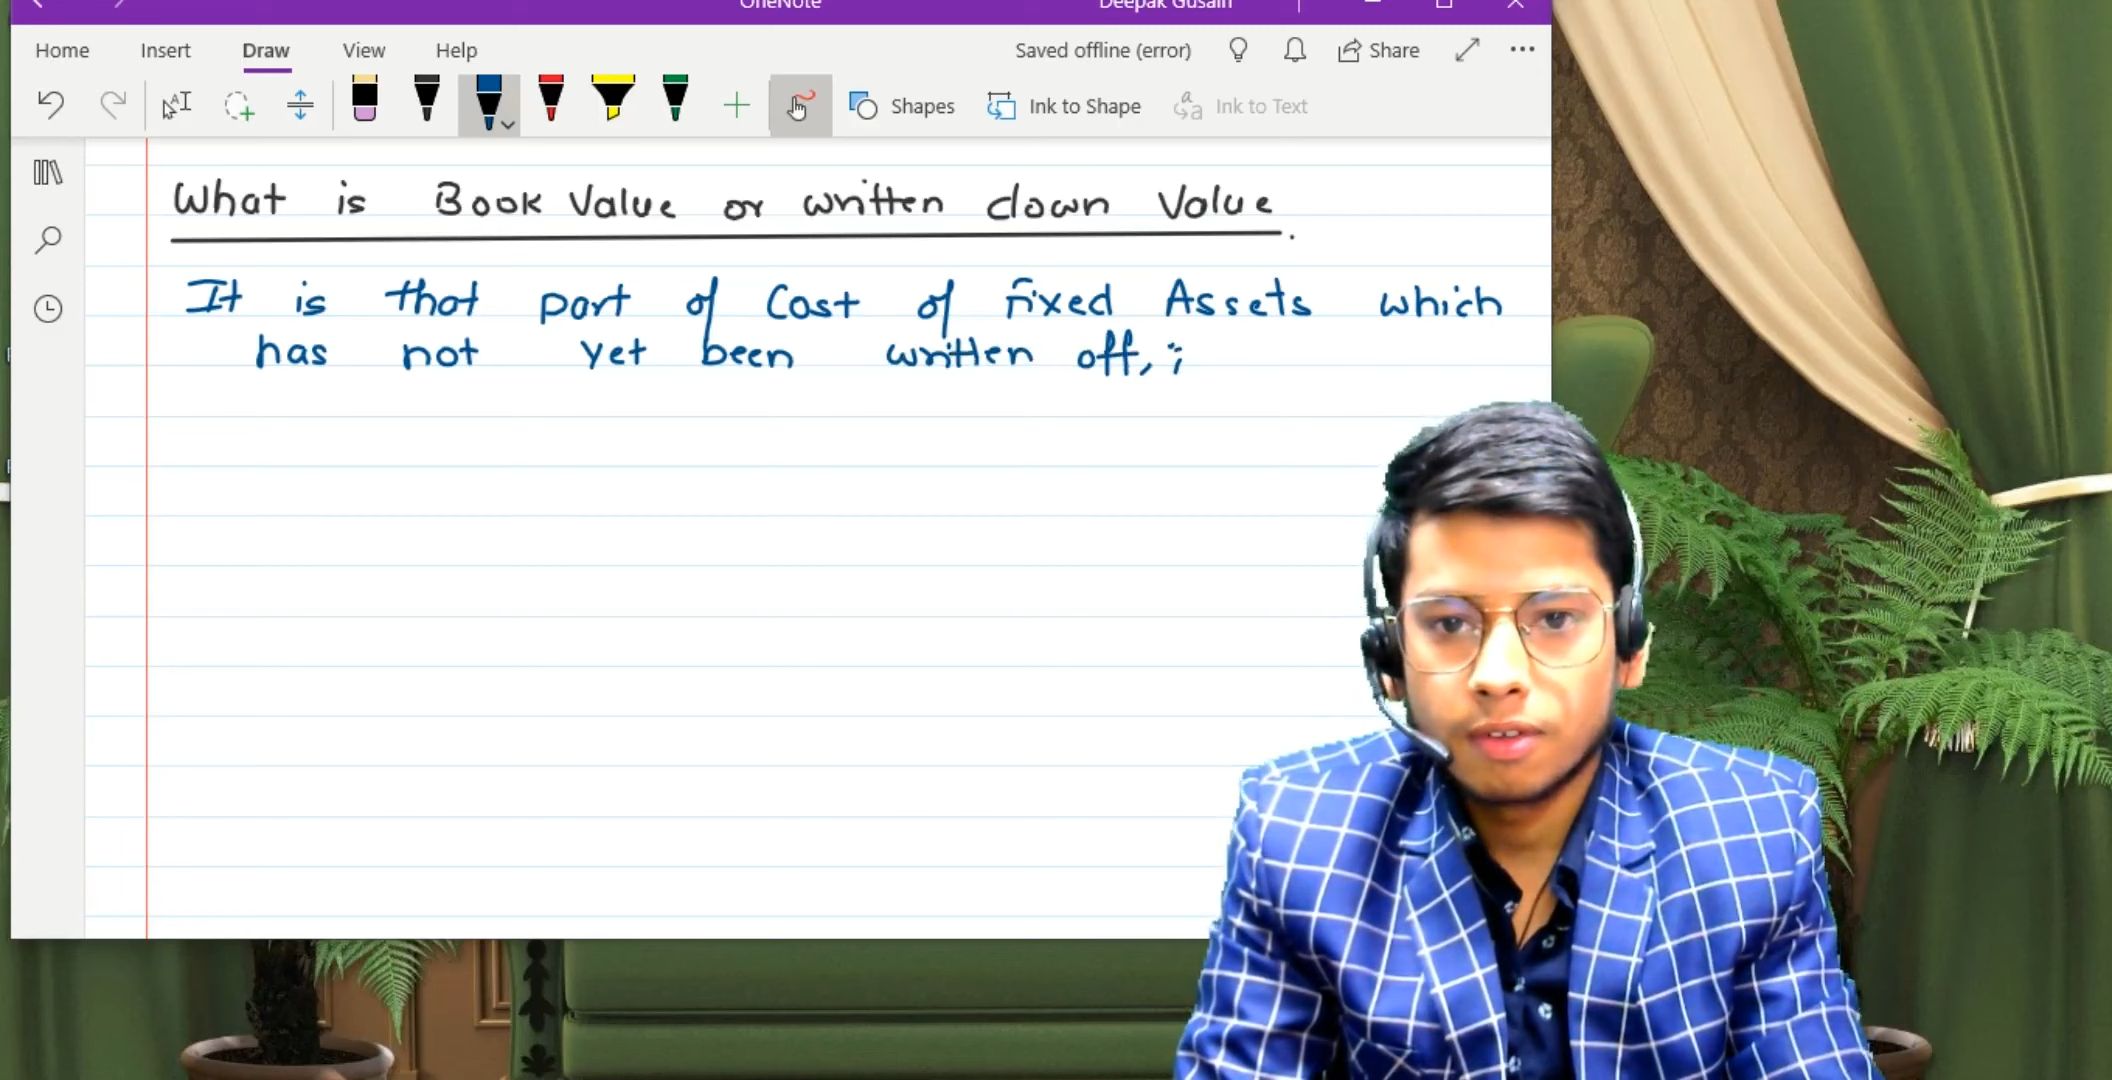 OneNote
Deepak Gusain
Home Insert Draw View Help
Saved offline (error) Share
Shapes Ink to Shape Ink to Text
What is Book Value or written down Value.
It is that part of Cost of Fixed Assets which
has not yet been written off, i